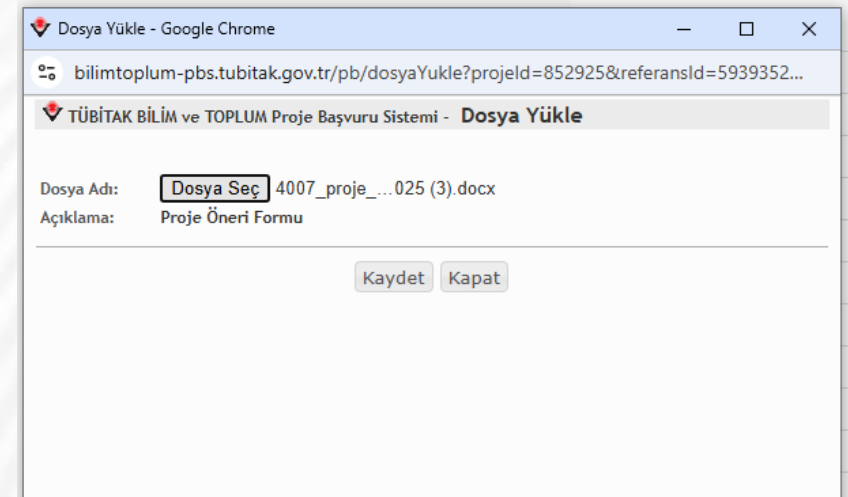 Dosya Yükle - Google Chrome
bilimtoplum-pbs.tubitak.gov.tr/pb/dosyaYukle?projeId=852925&referansId=5939352...
TÜBİTAK BİLİM ve TOPLUM Proje Başvuru Sistemi - Dosya Yükle
Dosya Adı: Dosya Seç 4007_proje_...025 (3).docx
Açıklama: Proje Öneri Formu
Kaydet Kapat